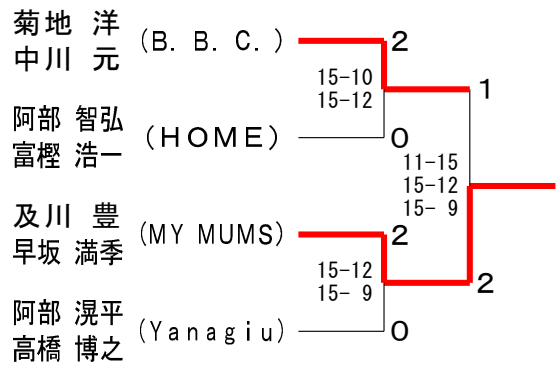 菊地 洋
中川 元
(B. B. C. )
2
15-10
15-12
1
阿部 智弘
富樫 浩一
(HOME)
0
11-15
15-12
15- 9
及川 豊
早坂 満季
(MY MUMS)
2
15-12
15- 9
2
阿部 滉平
高橋 博之
(Yanagiu)
0